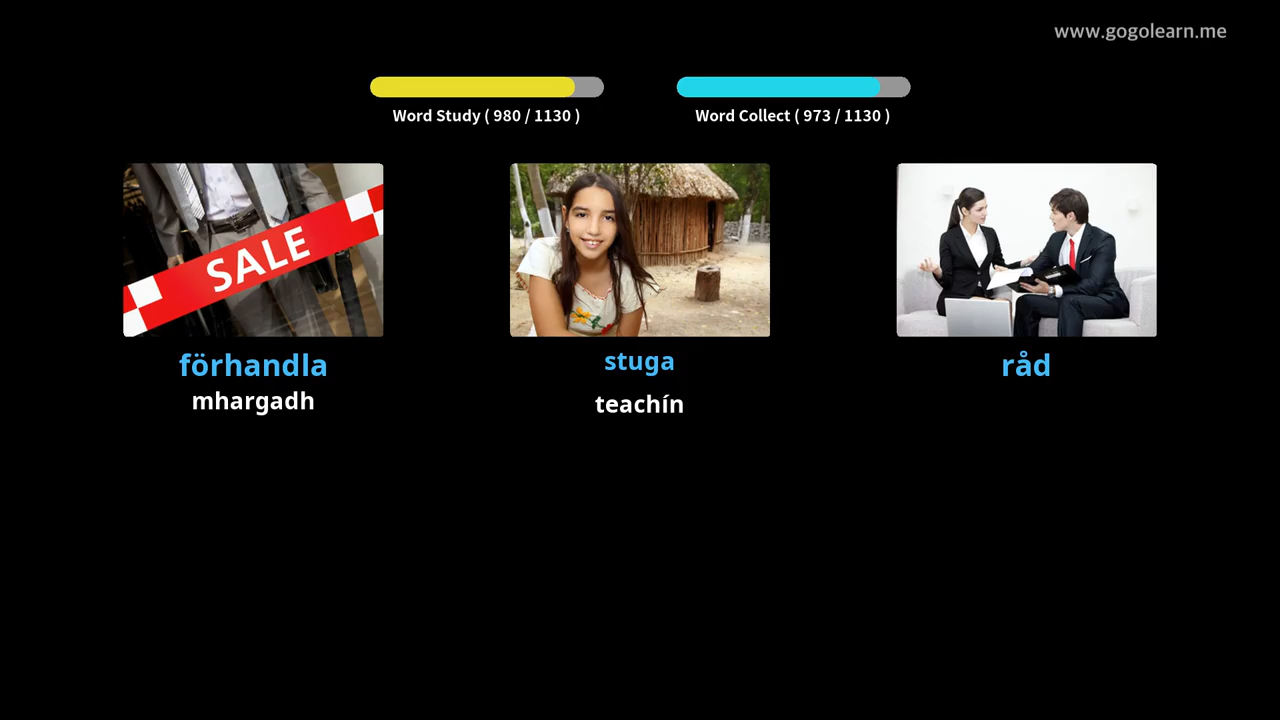 www.gogolearn.me
Word Study ( 980 / 1130 )
Word Collect ( 973 / 1130 )
SALE
förhandla
stuga
råd
mhargadh
teachín